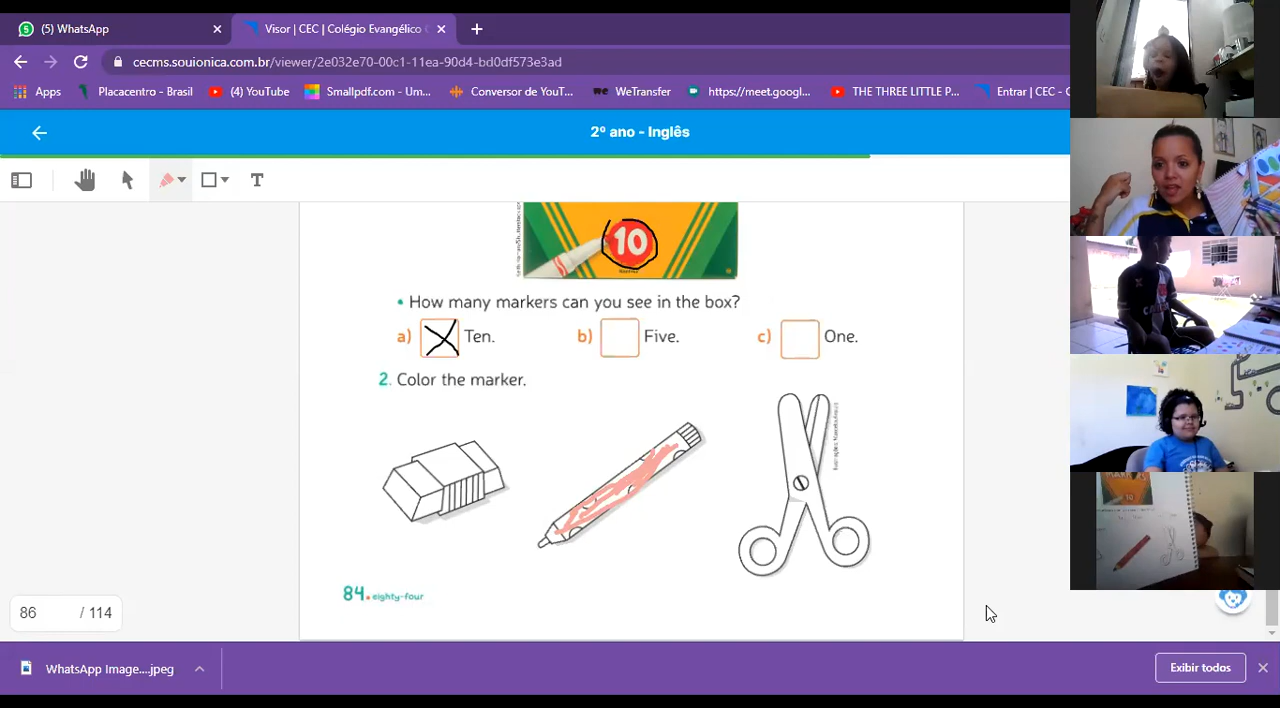 (5) WhatsApp
Visor | CEC | Colégio Evangélico
cecms.souionica.com.br/viewer/2e032e70-00c1-11ea-90d4-bd0df573e3ad
Apps
Placacentro - Brasil
(4) YouTube
Smallpdf.com - Um...
Conversor de YouT...
WeTransfer
https://meet.googl...
THE THREE LITTLE P...
Entrar | CEC -
2º ano - Inglês
T
10
• How many markers can you see in the box?
a) Ten. b) Five. c) One.
2. Color the marker.
84. eighty-four
86 / 114
WhatsApp Image....jpeg
Exibir todos